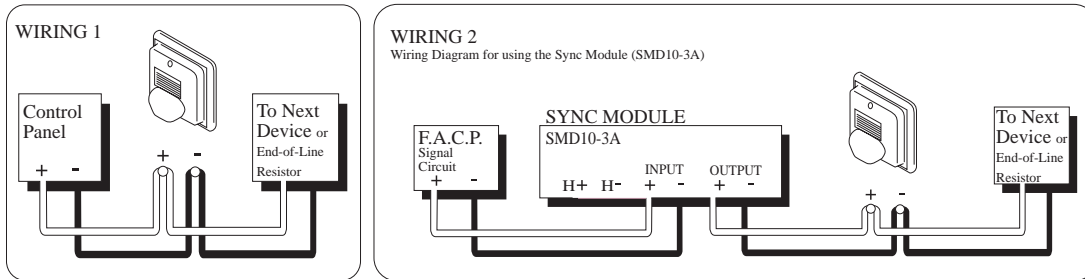 WIRING 1
Control
Panel
+ -
+ -
To Next
Device or
End-of-Line
Resistor
WIRING 2
Wiring Diagram for using the Sync Module (SMD10-3A)
F.A.C.P.
Signal
Circuit
+ -
SYNC MODULE
SMD10-3A
INPUT OUTPUT
H+ H- + - + -
+ -
To Next
Device or
End-of-Line
Resistor